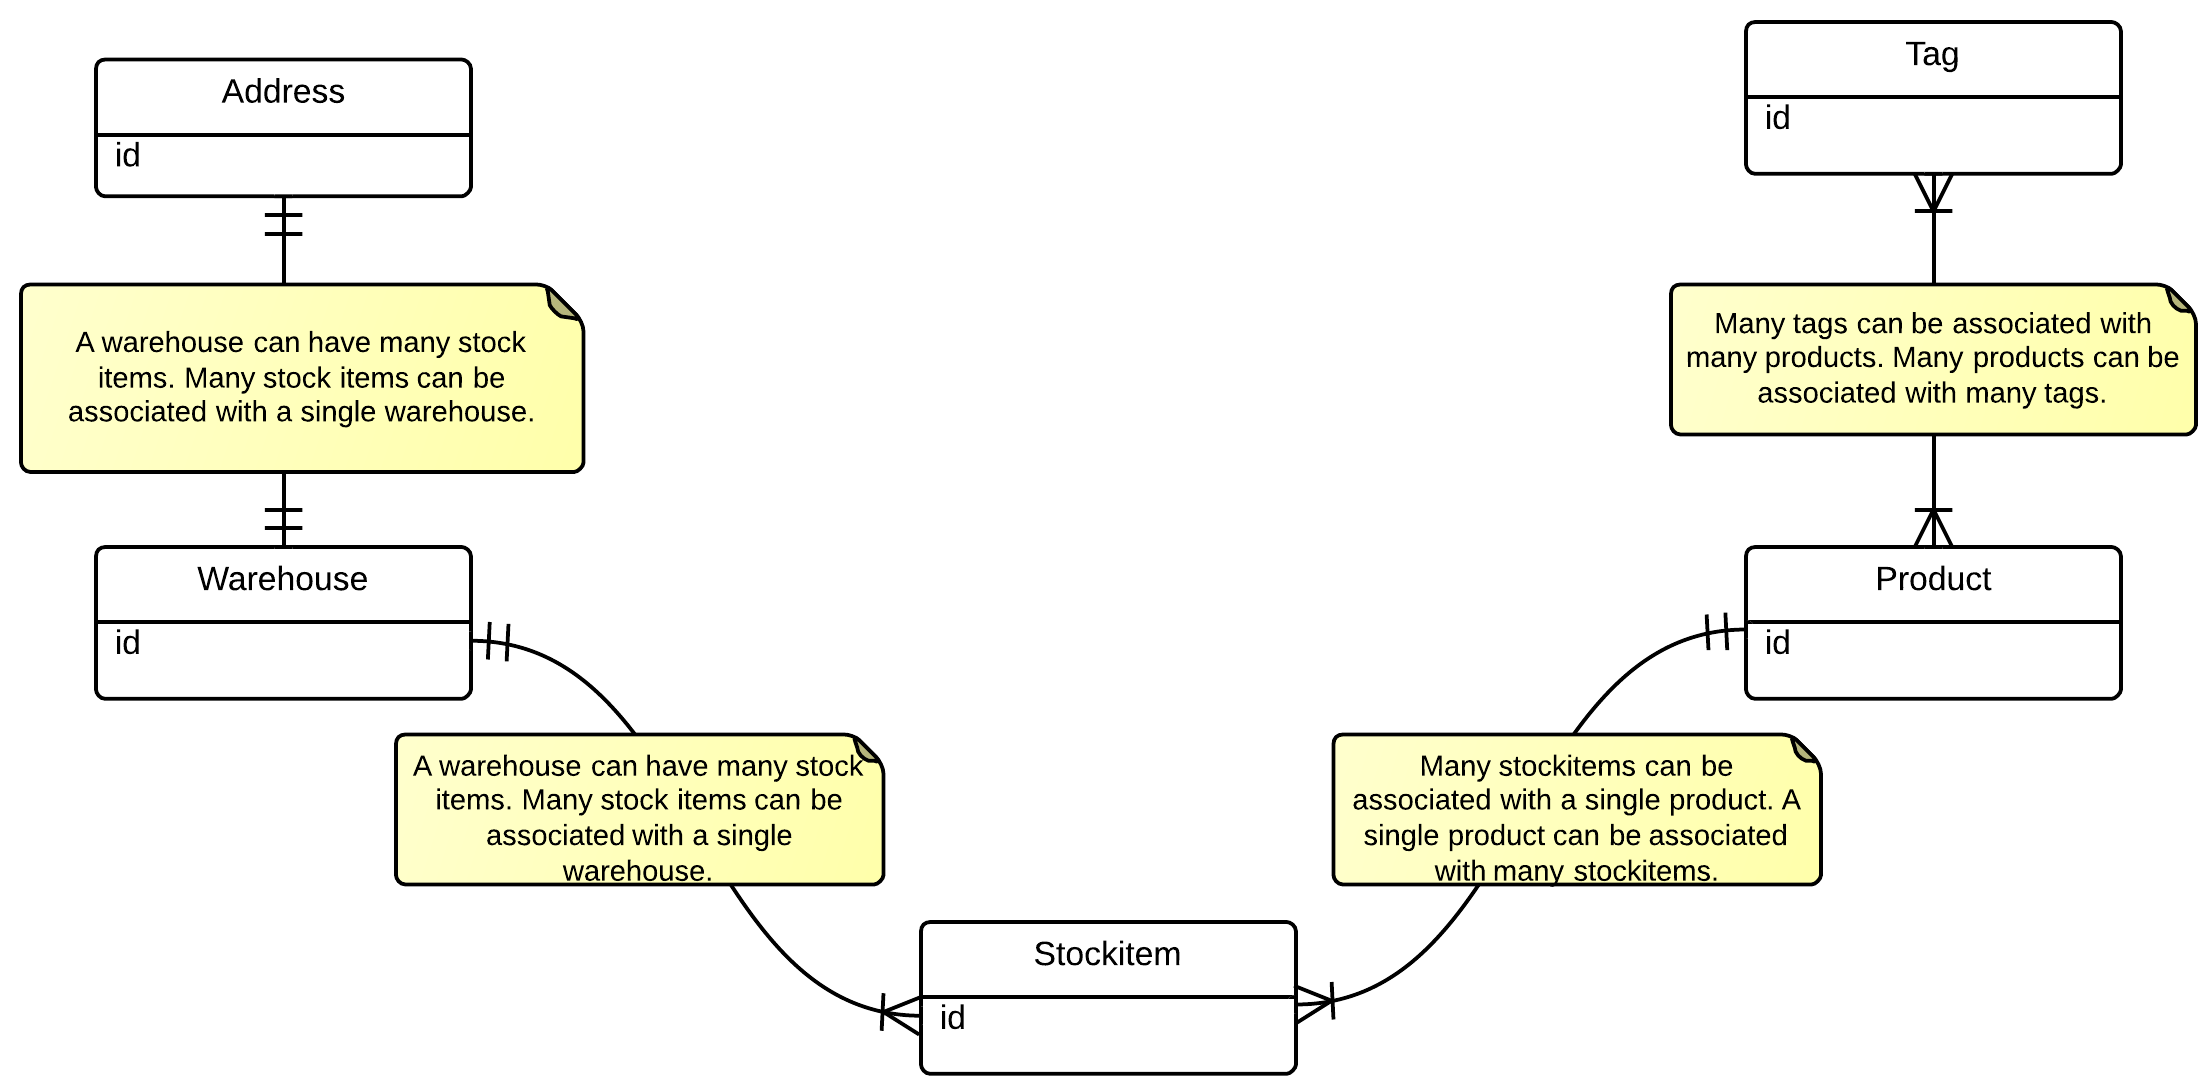 Address
id
A warehouse can have many stock
items. Many stock items can be
associated with a single warehouse.
Warehouse
id
A warehouse can have many stock
items. Many stock items can be
associated with a single
warehouse.
Stockitem
id
Many stockitems can be
associated with a single product. A
single product can be associated
with many stockitems.
Tag
id
Many tags can be associated with
many products. Many products can be
associated with many tags.
Product
id